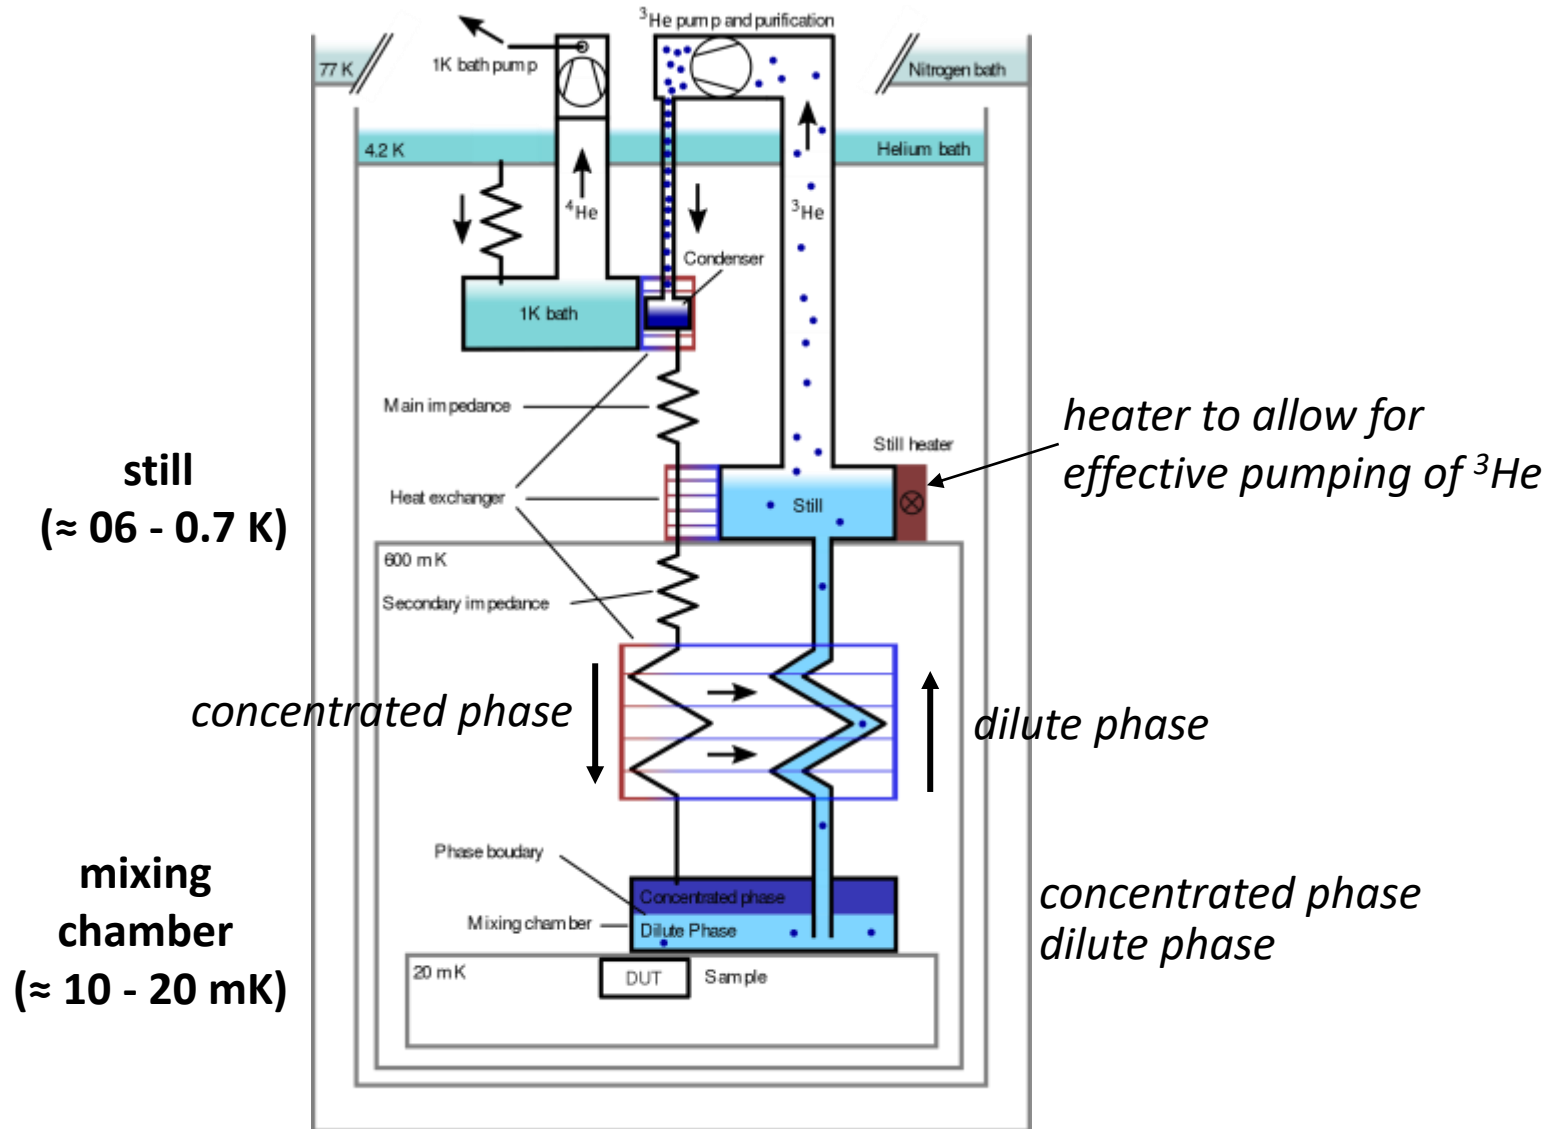 ³He pump and purification
1K bath pump
77 K
Nitrogen bath
4.2 K
Helium bath
⁴He
³He
Condenser
1K bath
Main impedance
heater to allow for
effective pumping of ³He
Still heater
still
(≈ 06 - 0.7 K)
Heat exchanger
Still
600 mK
Secondary impedance
concentrated phase
dilute phase
Phase boudary
mixing
chamber
(≈ 10 - 20 mK)
Concentrated phase
Mixing chamber
Dilute Phase
concentrated phase
dilute phase
20 mK
DUT
Sample